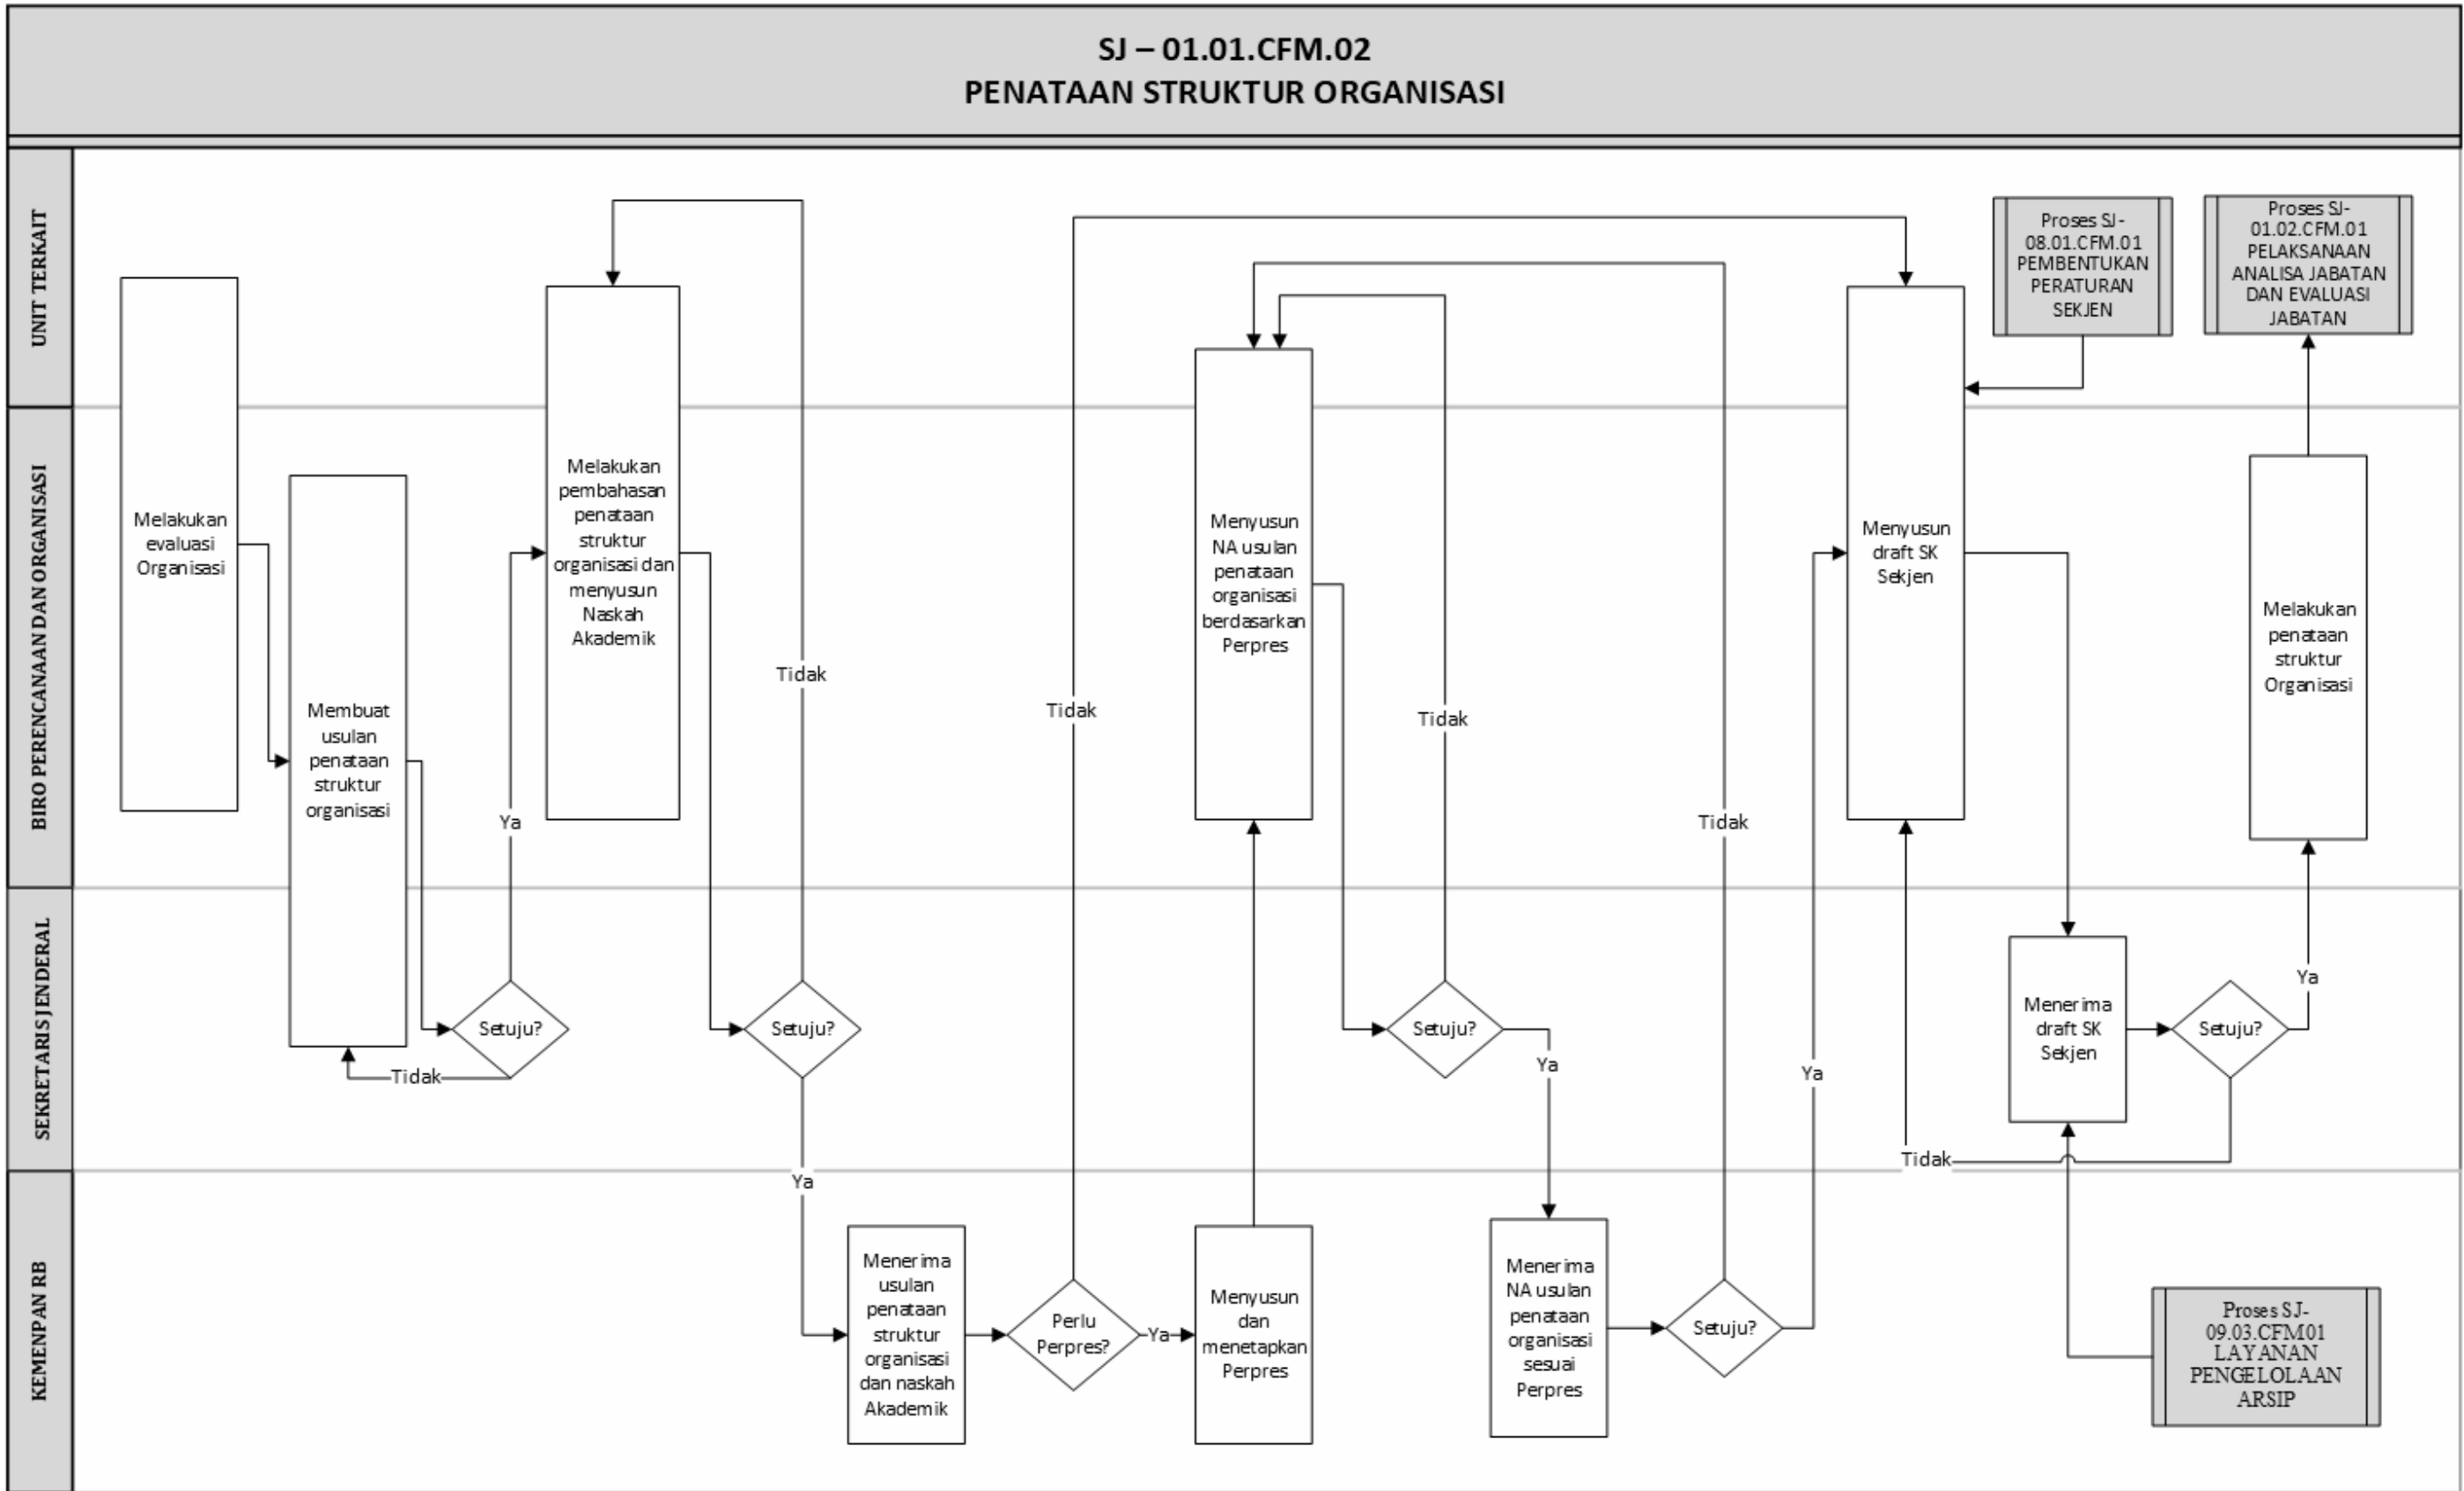 SJ – 01.01.CFM.02
PENATAAN STRUKTUR ORGANISASI
UNIT TERKAIT
BIRO PERENCANAAN DAN ORGANISASI
SEKRETARIS JENDERAL
KEMENPAN RB
Melakukan
evaluasi
Organisasi
Membuat
usulan
penataan
struktur
organisasi
Setuju?
Tidak
Ya
Melakukan
pembahasan
penataan
struktur
organisasi dan
menyusun
Naskah
Akademik
Setuju?
Tidak
Ya
Menerima
usulan
penataan
struktur
organisasi
dan naskah
Akademik
Perlu
Perpres?
Tidak
Ya
Menyusun
dan
menetapkan
Perpres
Menyusun
NA usulan
penataan
organisasi
berdasarkan
Perpres
Setuju?
Tidak
Ya
Menerima
NA usulan
penataan
organisasi
sesuai
Perpres
Setuju?
Tidak
Ya
Menyusun
draft SK
Sekjen
Proses SJ-
08.01.CFM.01
PEMBENTUKAN
PERATURAN
SEKJEN
Menerima
draft SK
Sekjen
Proses SJ-
09.03.CFM01
LAYANAN
PENGELOLAAN
ARSIP
Setuju?
Tidak
Ya
Melakukan
penataan
struktur
Organisasi
Proses SJ-
01.02.CFM.01
PELAKSANAAN
ANALISA JABATAN
DAN EVALUASI
JABATAN